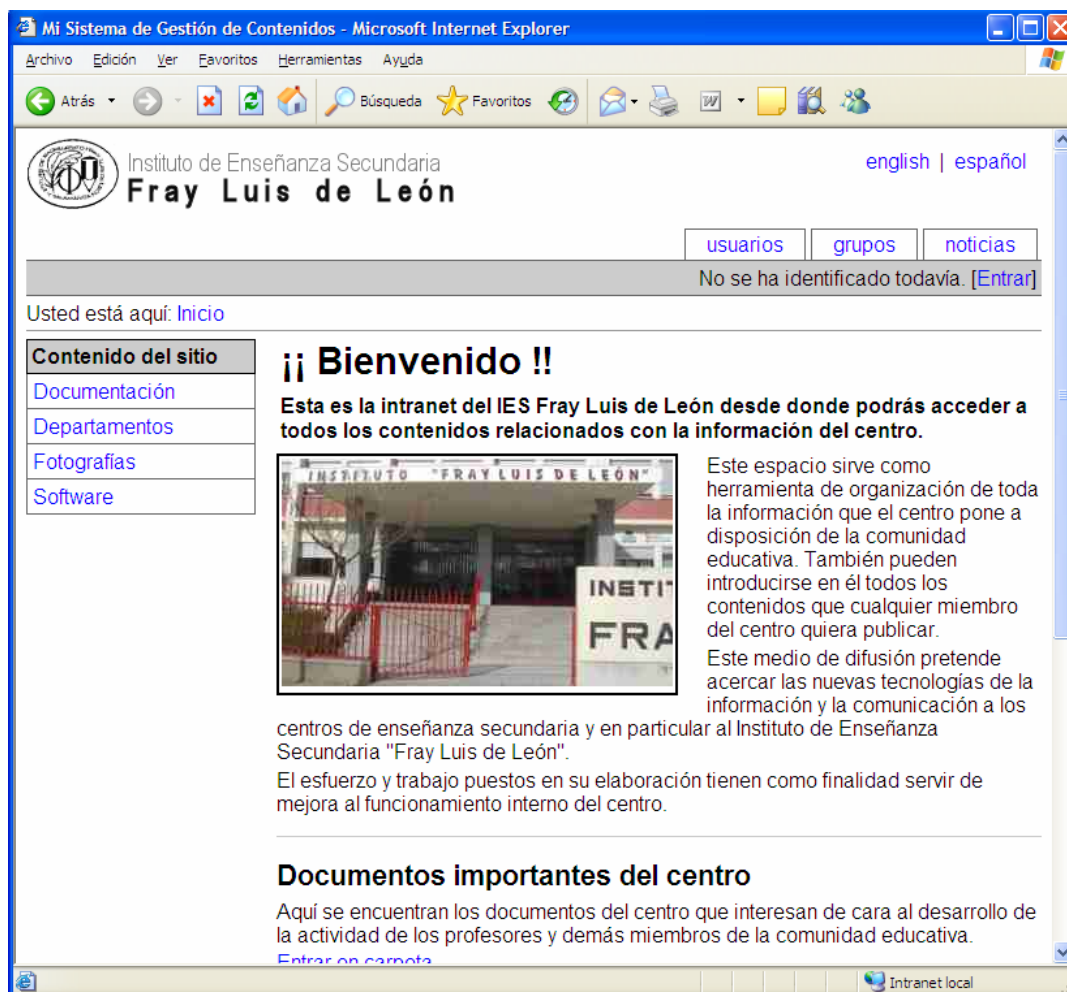 Mi Sistema de Gestión de Contenidos - Microsoft Internet Explorer
Archivo Edición Ver Favoritos Herramientas Ayuda
Atrás Búsqueda Favoritos
Instituto de Enseñanza Secundaria
Fray Luis de León
english | español
usuarios grupos noticias
No se ha identificado todavía. [Entrar]
Usted está aquí: Inicio
Contenido del sitio
Documentación
Departamentos
Fotografías
Software
¡¡ Bienvenido !!
Esta es la intranet del IES Fray Luis de León desde donde podrás acceder a
todos los contenidos relacionados con la información del centro.
INSTITUTO "FRAY LUIS DE LEÓN"
INSTI
FRA
Este espacio sirve como
herramienta de organización de toda
la información que el centro pone a
disposición de la comunidad
educativa. También pueden
introducirse en él todos los
contenidos que cualquier miembro
del centro quiera publicar.
Este medio de difusión pretende
acercar las nuevas tecnologías de la
información y la comunicación a los
centros de enseñanza secundaria y en particular al Instituto de Enseñanza
Secundaria "Fray Luis de León".
El esfuerzo y trabajo puestos en su elaboración tienen como finalidad servir de
mejora al funcionamiento interno del centro.
Documentos importantes del centro
Aquí se encuentran los documentos del centro que interesan de cara al desarrollo de
la actividad de los profesores y demás miembros de la comunidad educativa.
Entrar en carpeta
Intranet local